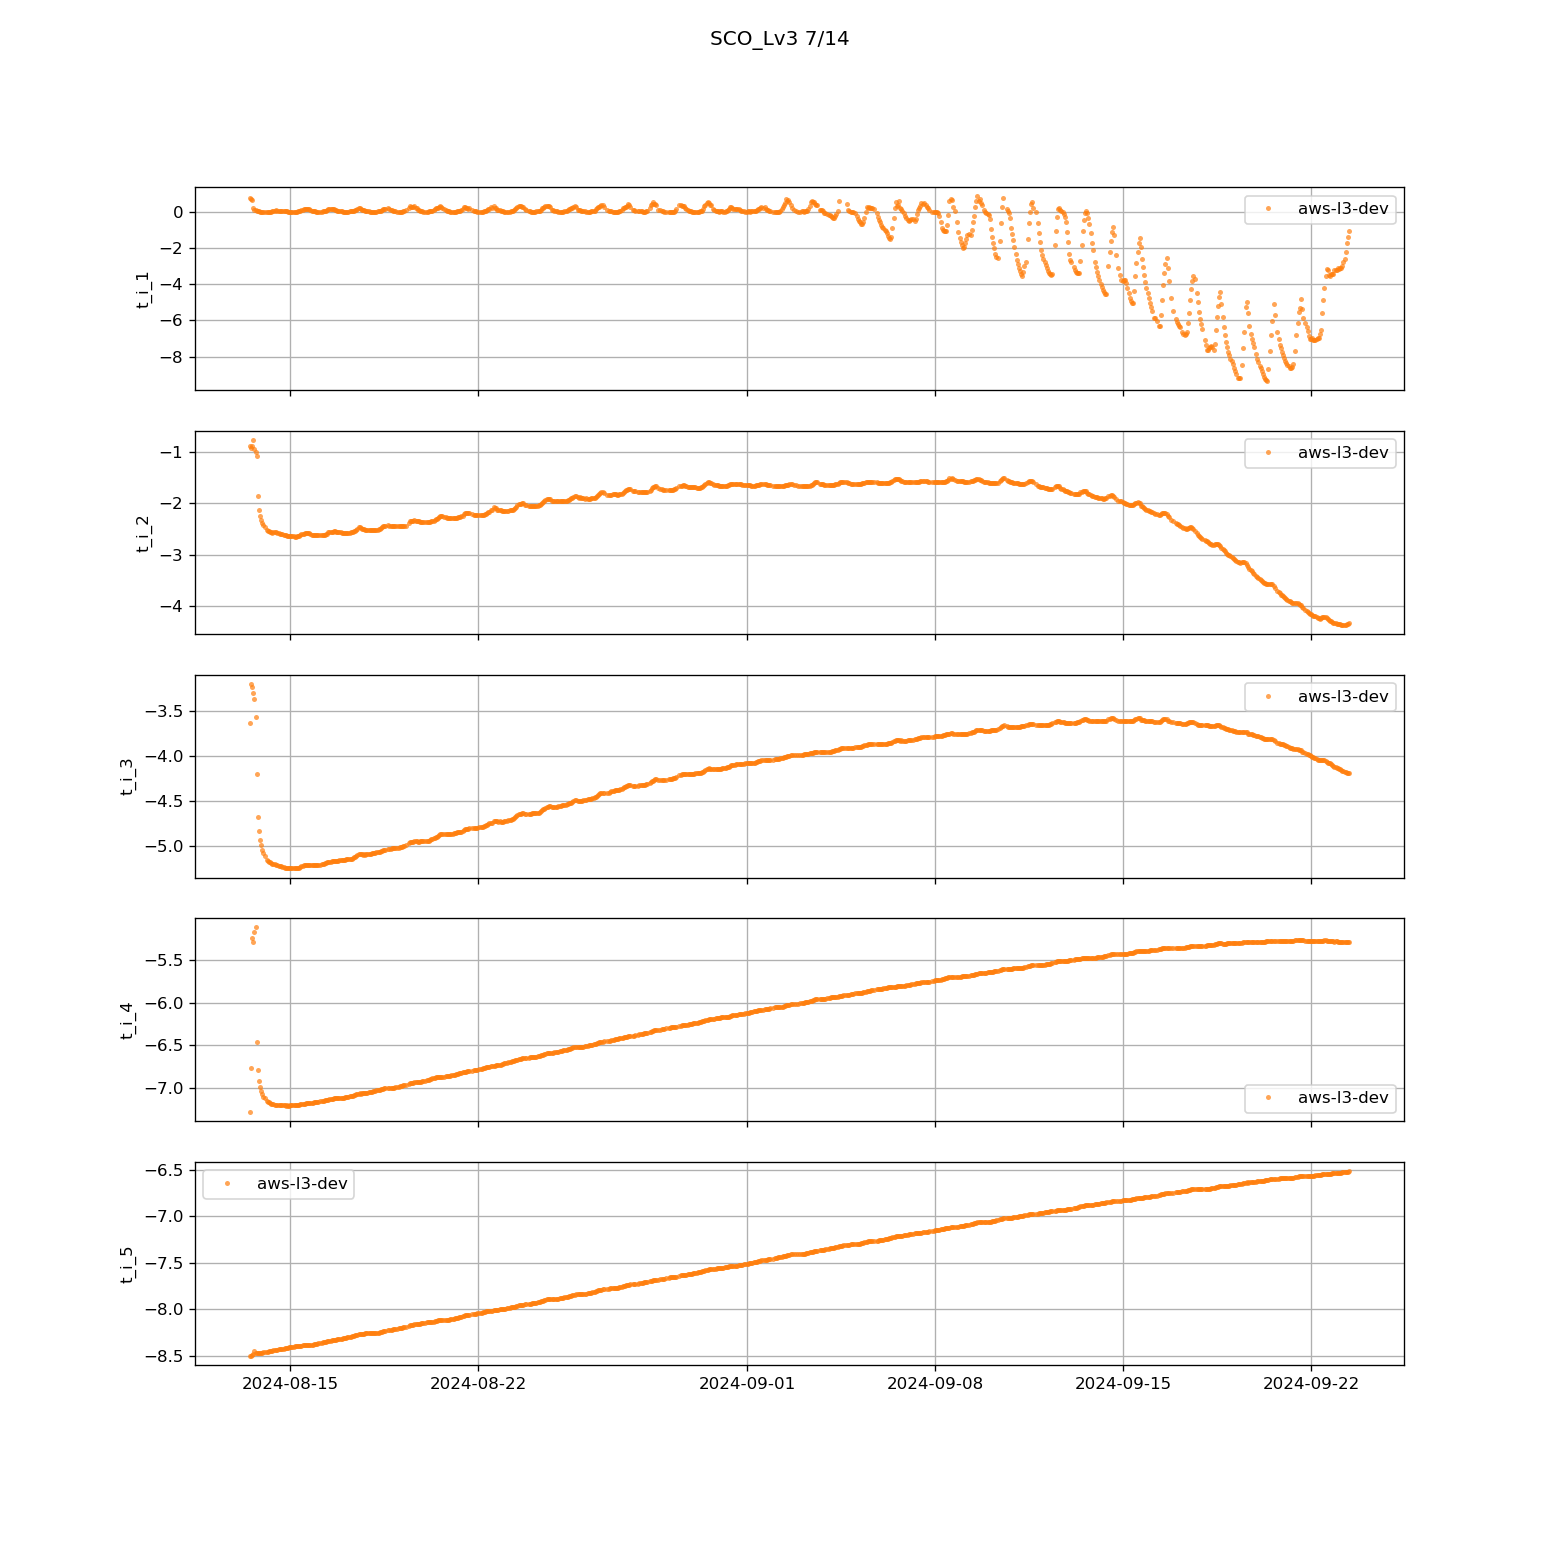 SCO_Lv3 7/14
0
−2
−4
−6
−8
t_i_1
aws-l3-dev
−1
−2
−3
−4
t_i_2
aws-l3-dev
−3.5
−4.0
−4.5
−5.0
t_i_3
aws-l3-dev
−5.5
−6.0
−6.5
−7.0
t_i_4
aws-l3-dev
−6.5
−7.0
−7.5
−8.0
−8.5
t_i_5
aws-l3-dev
2024-08-15 2024-08-22 2024-09-01 2024-09-08 2024-09-15 2024-09-22